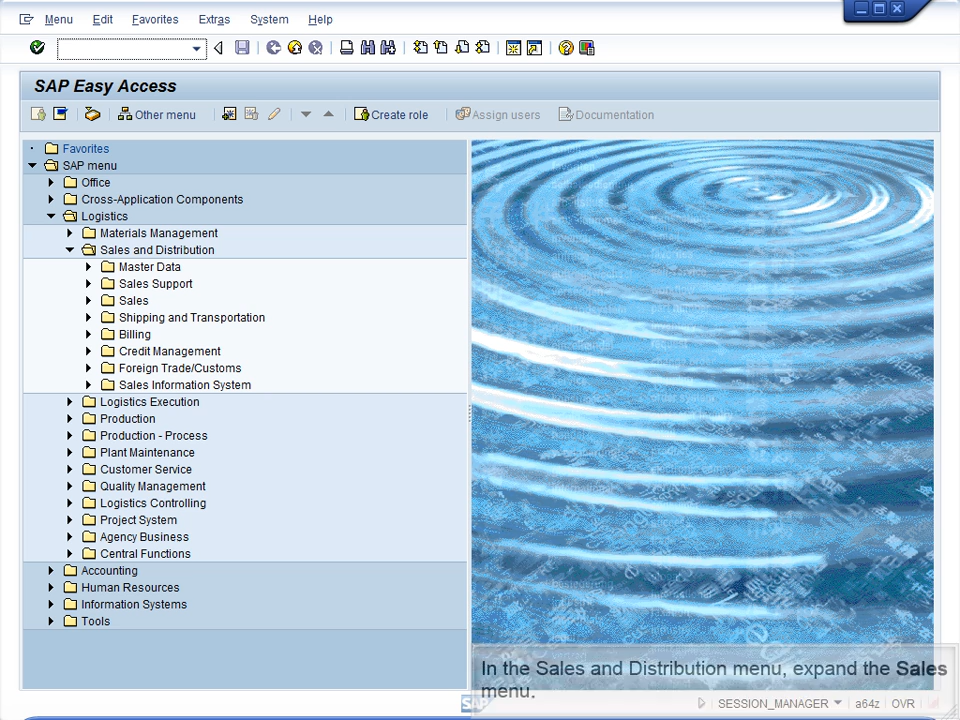 Menu Edit Favorites Extras System Help
SAP Easy Access
Other menu Create role Assign users Documentation
Favorites
SAP menu
Office
Cross-Application Components
Logistics
Materials Management
Sales and Distribution
Master Data
Sales Support
Sales
Shipping and Transportation
Billing
Credit Management
Foreign Trade/Customs
Sales Information System
Logistics Execution
Production
Production - Process
Plant Maintenance
Customer Service
Quality Management
Logistics Controlling
Project System
Agency Business
Central Functions
Accounting
Human Resources
Information Systems
Tools
In the Sales and Distribution menu, expand the Sales
menu.
SAP SESSION_MANAGER a64z OVR